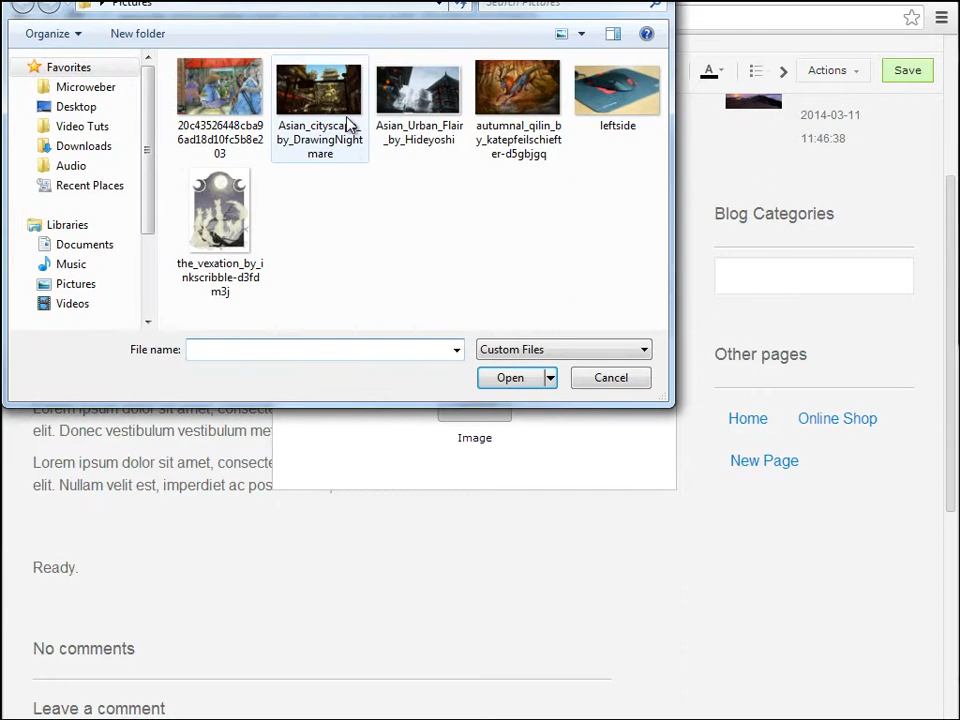 Pictures
Search Pictures
Organize
New folder
Favorites
Microweber
Desktop
Video Tuts
Downloads
Audio
Recent Places
Libraries
Documents
Music
Pictures
Videos
20c43526448cba9
6ad18d10fc5b8e2
03
Asian_cityscap
by_DrawingNight
mare
Asian_Urban_Flair
_by_Hideyoshi
autumnal_qilin_b
y_katepfeilschieft
er-d5gbjgq
leftside
the_vexation_by_i
nkscribble-d3fd
m3j
File name:
Custom Files
Open
Cancel
A
Actions
Save
2014-03-11
11:46:38
Blog Categories
Other pages
Home
Online Shop
New Page
Image
Lorem ipsum dolor sit amet, consecte
elit. Donec vestibulum vestibulum me
Lorem ipsum dolor sit amet, consecte
elit. Nullam velit est, imperdiet ac pos
Ready.
No comments
Leave a comment